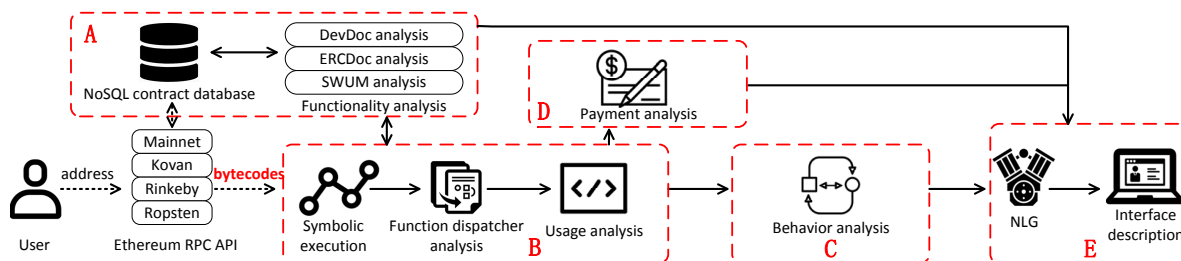 A
DevDoc analysis
ERCDoc analysis
SWUM analysis
NoSQL contract database
Functionality analysis
$
D
Payment analysis
Mainnet
Kovan
Rinkeby
Ropsten
address
bytecodes
User
Ethereum RPC API
Symbolic
execution
Function dispatcher
analysis
</>
Usage analysis
B
Behavior analysis
C
NLG
Interface
description
E